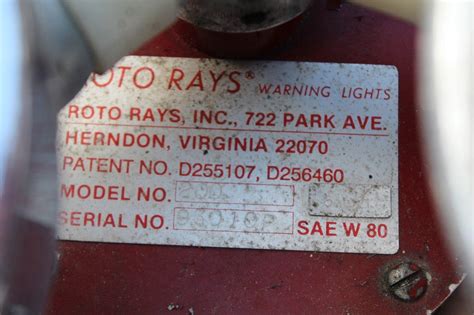 ROTO RAYS® WARNING LIGHTS
ROTO RAYS, INC., 722 PARK AVE.
HERNDON, VIRGINIA 22070
PATENT NO. D255107, D256460
MODEL NO.
SERIAL NO. SAE W 80